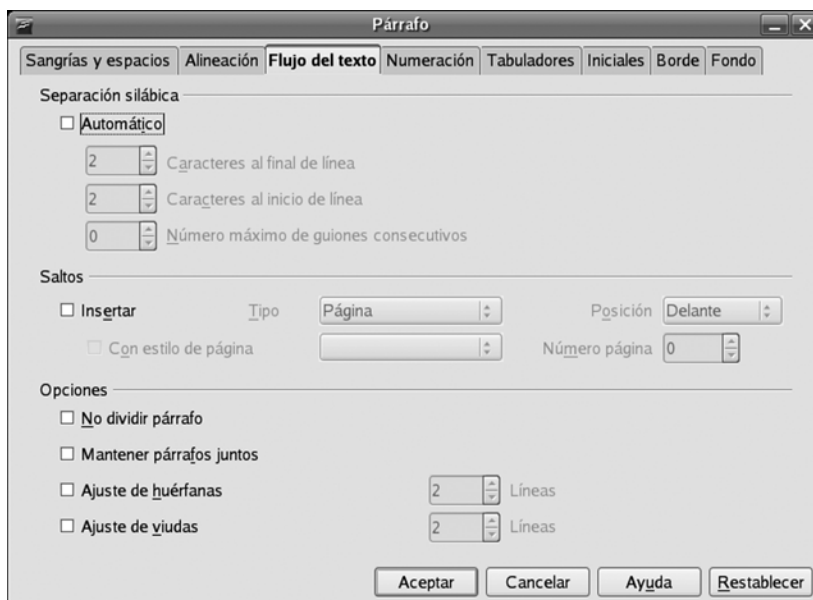 Párrafo
Sangrías y espacios Alineación Flujo del texto Numeración Tabuladores Iniciales Borde Fondo
Separación silábica
Automático
2 Caracteres al final de línea
2 Caracteres al inicio de línea
0 Número máximo de guiones consecutivos
Saltos
Insertar Tipo Página Posición Delante
Con estilo de página Número página 0
Opciones
No dividir párrafo
Mantener párrafos juntos
Ajuste de huérfanas 2 Líneas
Ajuste de viudas 2 Líneas
Aceptar Cancelar Ayuda Restablecer